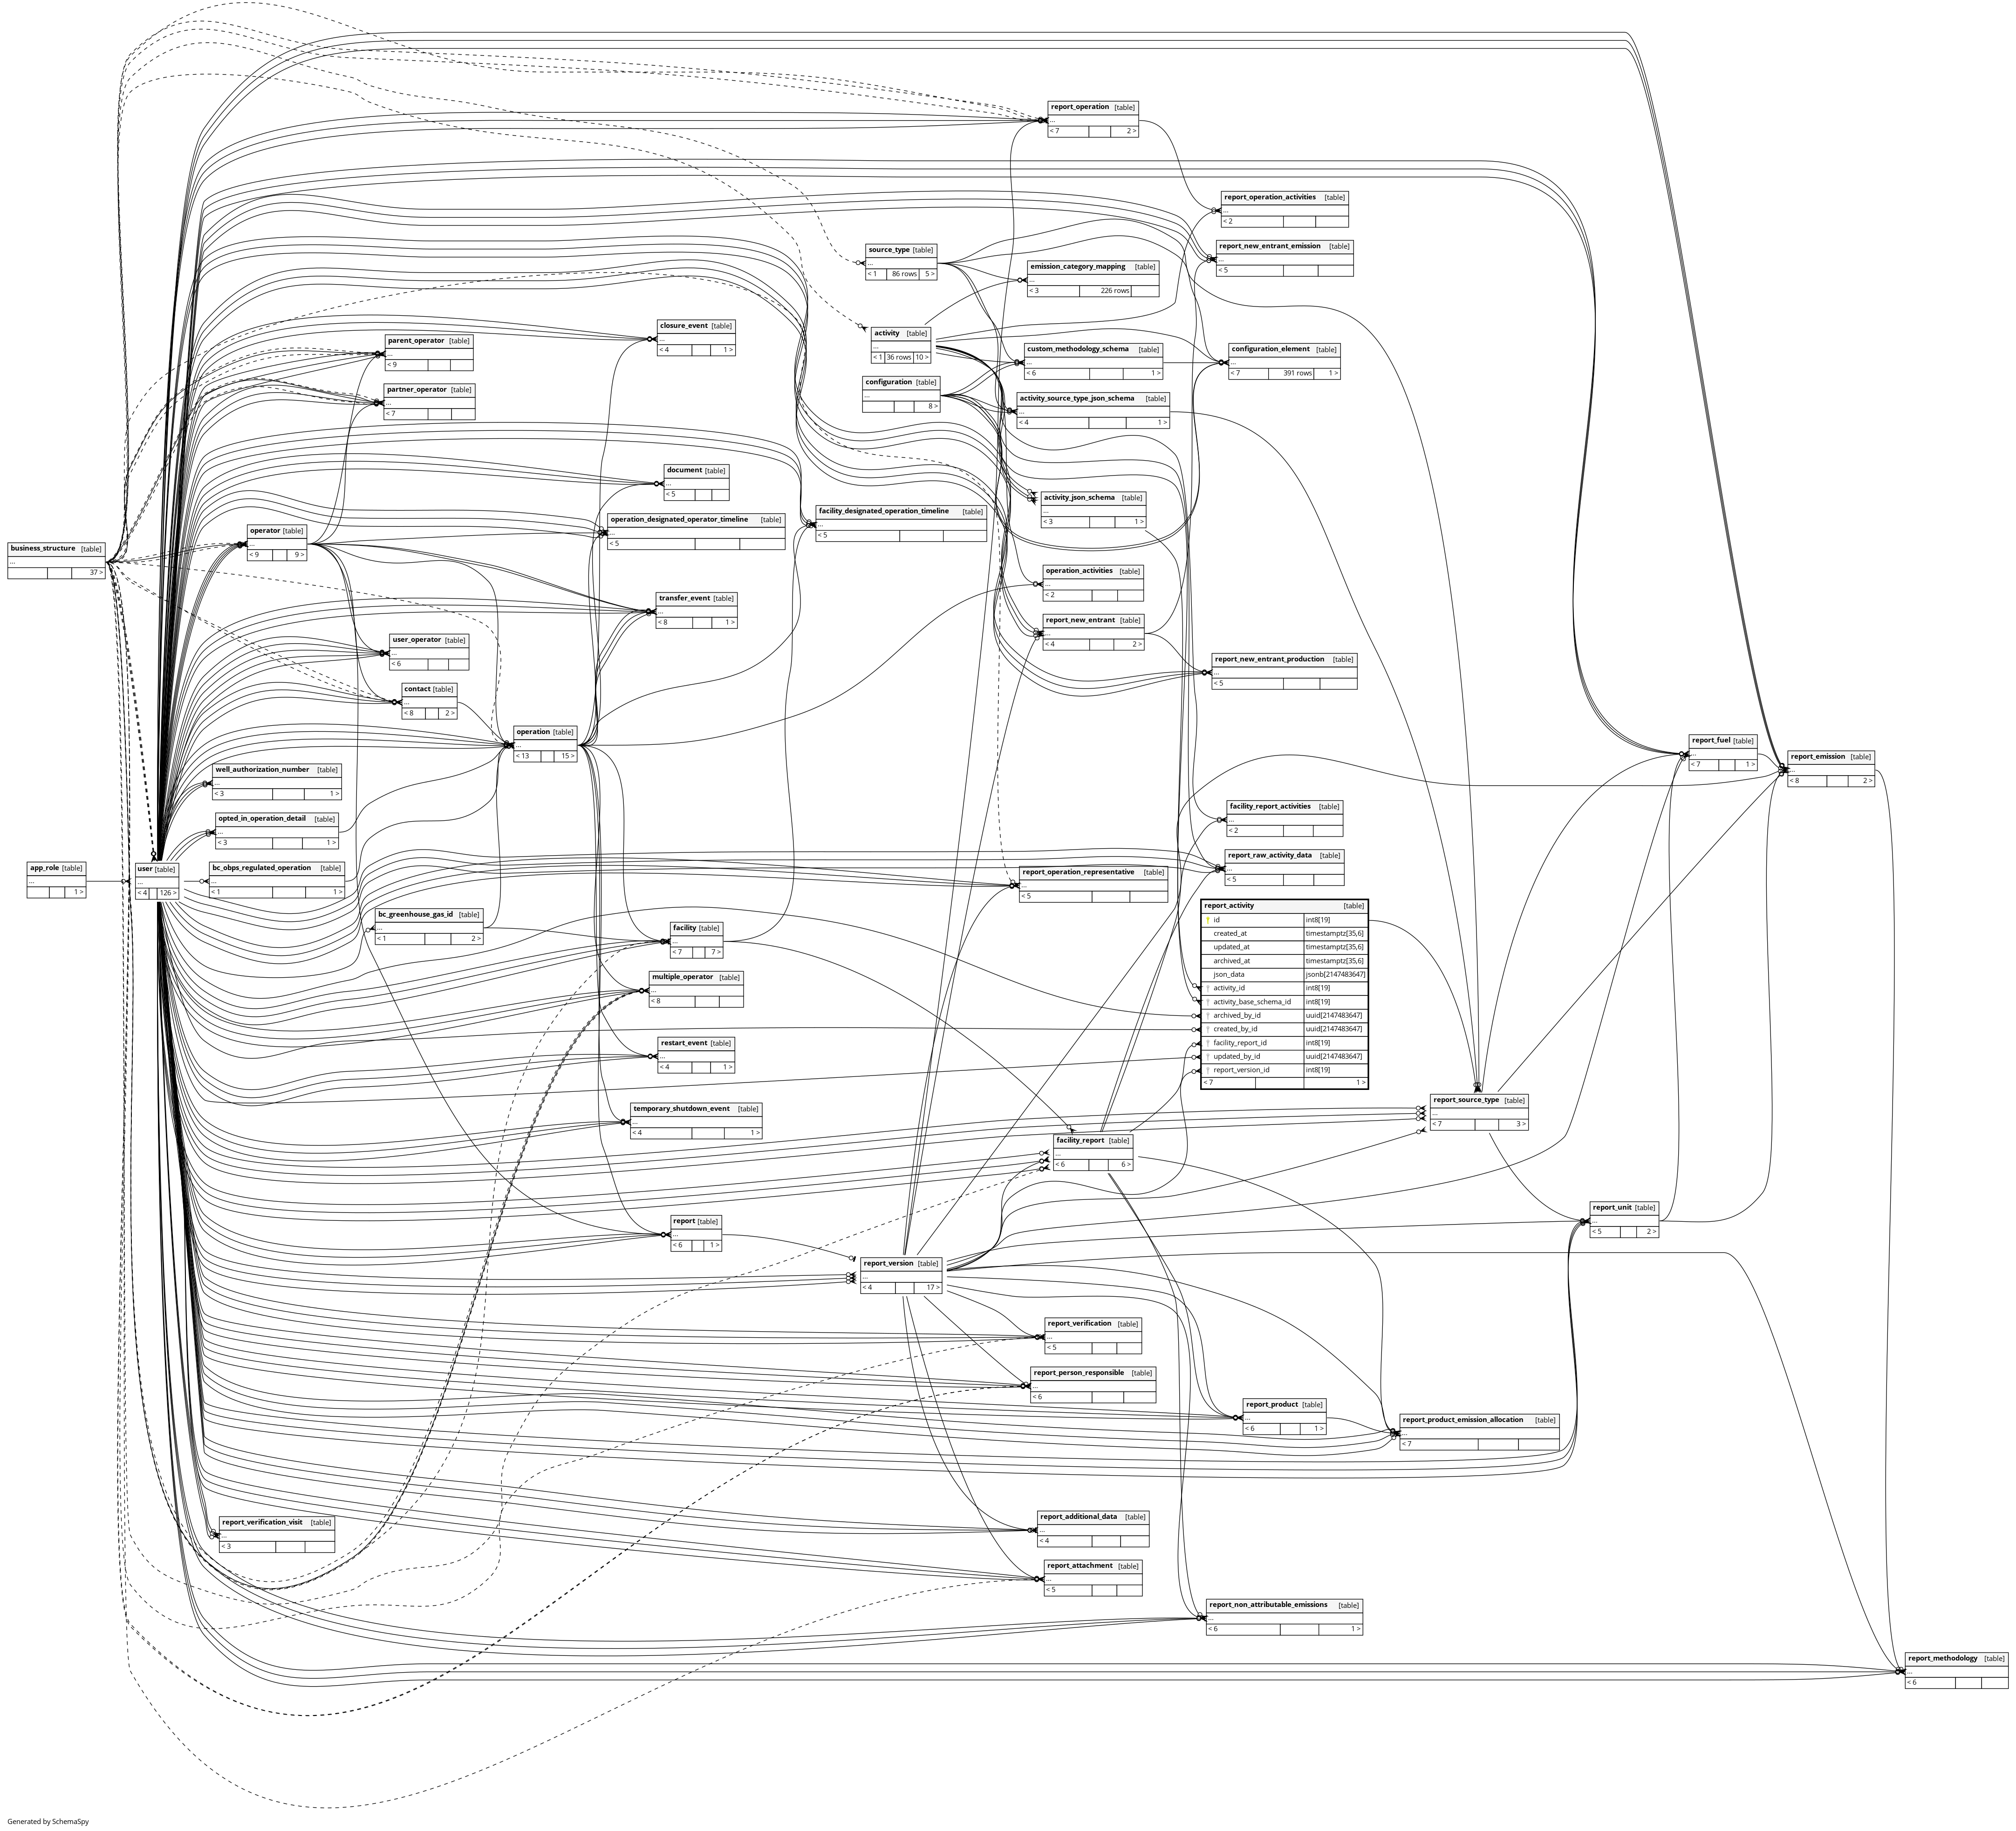 report_operation [table]
...
< 7 2 >
report_operation_activities [table]
...
< 2
report_new_entrant_emission [table]
...
< 5
source_type [table]
...
< 1 86 rows 5 >
emission_category_mapping [table]
...
< 3 226 rows
closure_event [table]
...
< 4 1 >
activity [table]
...
< 1 36 rows 10 >
parent_operator [table]
...
< 9
custom_methodology_schema [table]
...
< 6 1 >
configuration_element [table]
...
< 7 391 rows 1 >
partner_operator [table]
...
< 7
configuration [table]
...
8 >
activity_source_type_json_schema [table]
...
< 4 1 >
document [table]
...
< 5
activity_json_schema [table]
...
< 3 1 >
operation_designated_operator_timeline [table]
...
< 5
facility_designated_operation_timeline [table]
...
< 5
operator [table]
...
< 9 9 >
business_structure [table]
...
37 >
operation_activities [table]
...
< 2
transfer_event [table]
...
< 8 1 >
report_new_entrant [table]
...
< 4 2 >
user_operator [table]
...
< 6
report_new_entrant_production [table]
...
< 5
contact [table]
...
< 8 2 >
operation [table]
...
< 13 15 >
report_fuel [table]
...
< 7 1 >
report_emission [table]
...
< 8 2 >
well_authorization_number [table]
...
< 3 1 >
facility_report_activities [table]
...
< 2
opted_in_operation_detail [table]
...
< 3 1 >
report_raw_activity_data [table]
...
< 5
app_role [table]
...
1 >
user [table]
...
< 4 126 >
bc_obps_regulated_operation [table]
...
< 1 1 >
report_operation_representative [table]
...
< 5
report_activity [table]
id int8[19]
created_at timestamptz[35,6]
updated_at timestamptz[35,6]
archived_at timestamptz[35,6]
json_data jsonb[2147483647]
activity_id int8[19]
activity_base_schema_id int8[19]
archived_by_id uuid[2147483647]
created_by_id uuid[2147483647]
facility_report_id int8[19]
updated_by_id uuid[2147483647]
report_version_id int8[19]
< 7 1 >
bc_greenhouse_gas_id [table]
...
< 1 2 >
facility [table]
...
< 7 7 >
multiple_operator [table]
...
< 8
restart_event [table]
...
< 4 1 >
report_source_type [table]
...
< 7 3 >
temporary_shutdown_event [table]
...
< 4 1 >
facility_report [table]
...
< 6 6 >
report_unit [table]
...
< 5 2 >
report [table]
...
< 6 1 >
report_version [table]
...
< 4 17 >
report_verification [table]
...
< 5
report_person_responsible [table]
...
< 6
report_product [table]
...
< 6 1 >
report_product_emission_allocation [table]
...
< 7
report_additional_data [table]
...
< 4
report_verification_visit [table]
...
< 3
report_attachment [table]
...
< 5
report_non_attributable_emissions [table]
...
< 6 1 >
report_methodology [table]
...
< 6
Generated by SchemaSpy